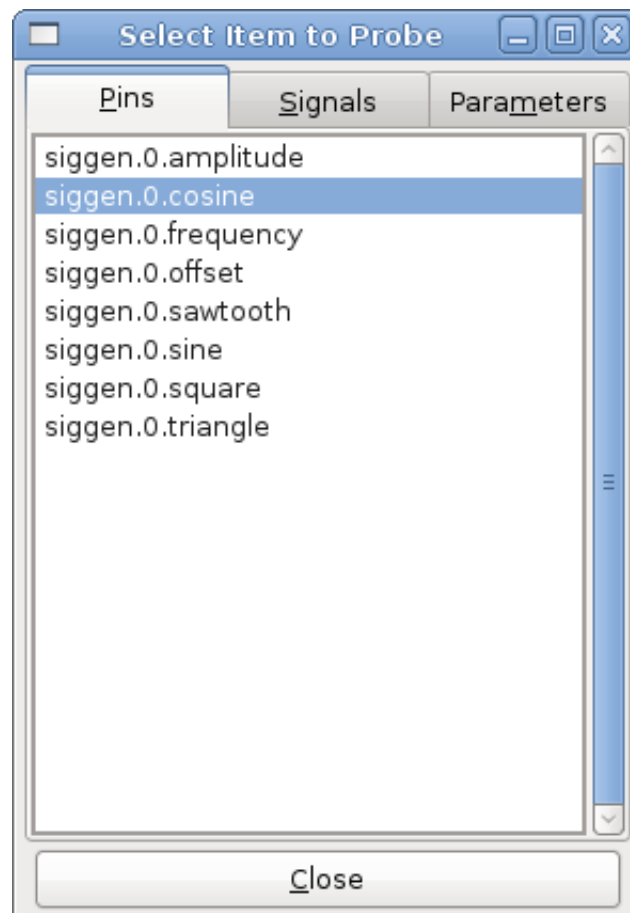 Select Item to Probe
Pins Signals Parameters
siggen.0.amplitude
siggen.0.cosine
siggen.0.frequency
siggen.0.offset
siggen.0.sawtooth
siggen.0.sine
siggen.0.square
siggen.0.triangle
Close